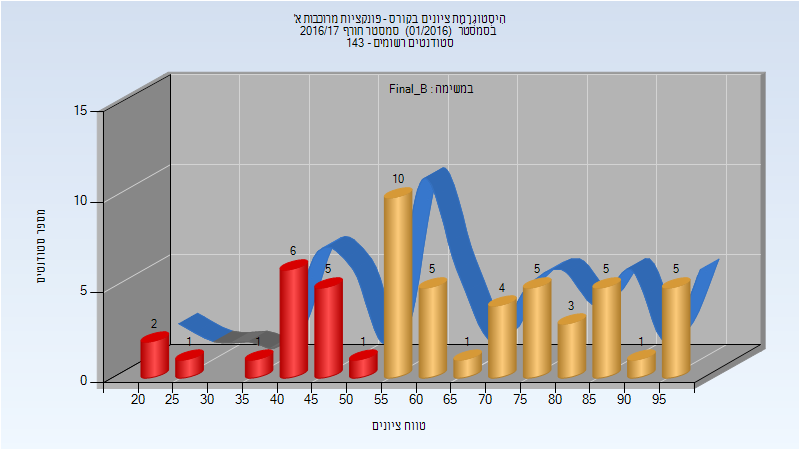 היסטוגרמת ציונים בקורס - פונקציות מרוכבות א'
בסמסטר (01/2016) סמסטר חורף 2016/17
סטודנטים רשומים - 143
במשימה : Final_B
מספר סטודנטים
15
10
5
0
2
1
1
6
5
1
10
5
1
4
5
3
5
1
5
20 25 30 35 40 45 50 55 60 65 70 75 80 85 90 95
טווח ציונים